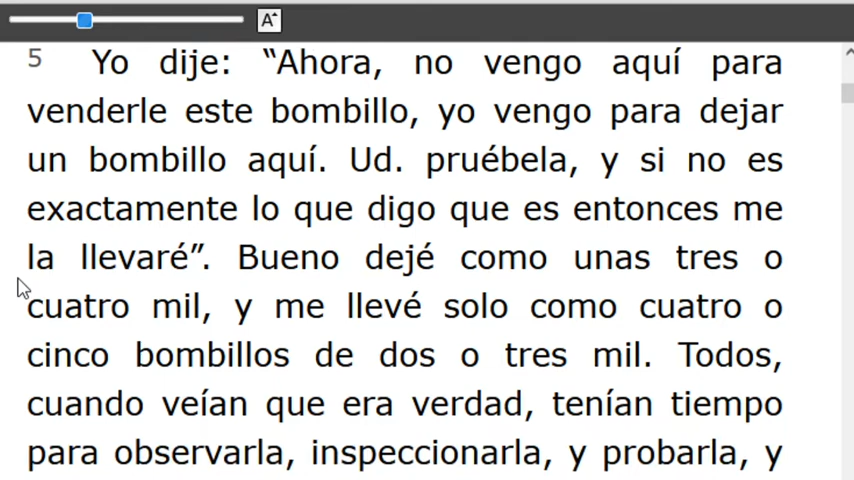 A
5 Yo dije: “Ahora, no vengo aquí para
venderle este bombillo, yo vengo para dejar
un bombillo aquí. Ud. pruébela, y si no es
exactamente lo que digo que es entonces me
la llevaré”. Bueno dejé como unas tres o
cuatro mil, y me llevé solo como cuatro o
cinco bombillos de dos o tres mil. Todos,
cuando veían que era verdad, tenían tiempo
para observarla, inspeccionarla, y probarla, y